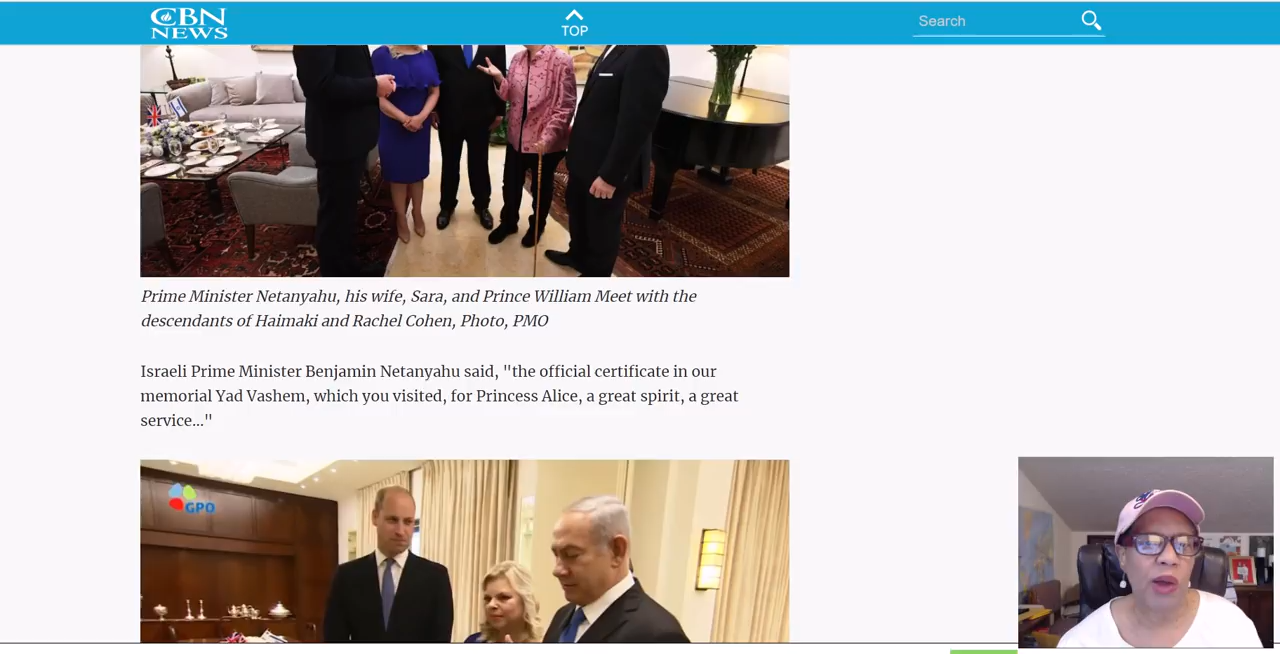 CBN
NEWS
TOP
Search
Prime Minister Netanyahu, his wife, Sara, and Prince William Meet with the
descendants of Haimaki and Rachel Cohen, Photo, PMO
Israeli Prime Minister Benjamin Netanyahu said, "the official certificate in our
memorial Yad Vashem, which you visited, for Princess Alice, a great spirit, a great
service..."
GPO